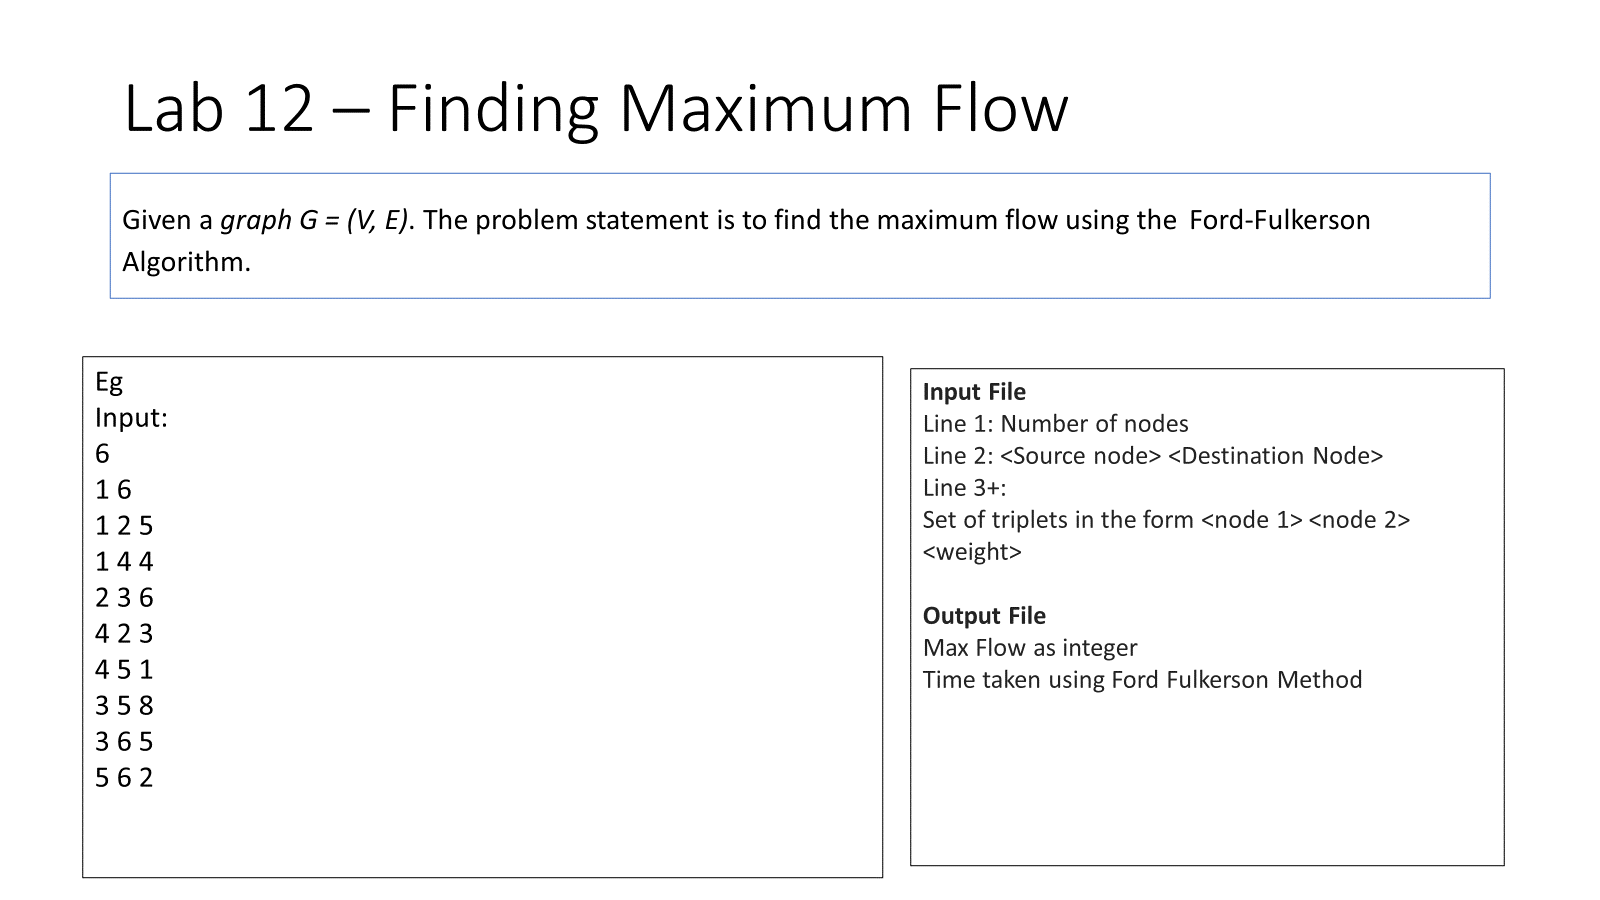 Lab 12 – Finding Maximum Flow
Given a graph G = (V, E). The problem statement is to find the maximum flow using the Ford-Fulkerson
Algorithm.
Eg
Input:
6
1 6
1 2 5
1 4 4
2 3 6
4 2 3
4 5 1
3 5 8
3 6 5
5 6 2
Input File
Line 1: Number of nodes
Line 2: <Source node> <Destination Node>
Line 3+:
Set of triplets in the form <node 1> <node 2>
<weight>
Output File
Max Flow as integer
Time taken using Ford Fulkerson Method